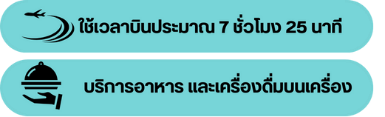 ใช้เวลาบินประมาณ 7 ชั่วโมง 25 นาที
บริการอาหาร และเครื่องดื่มบนเครื่อง